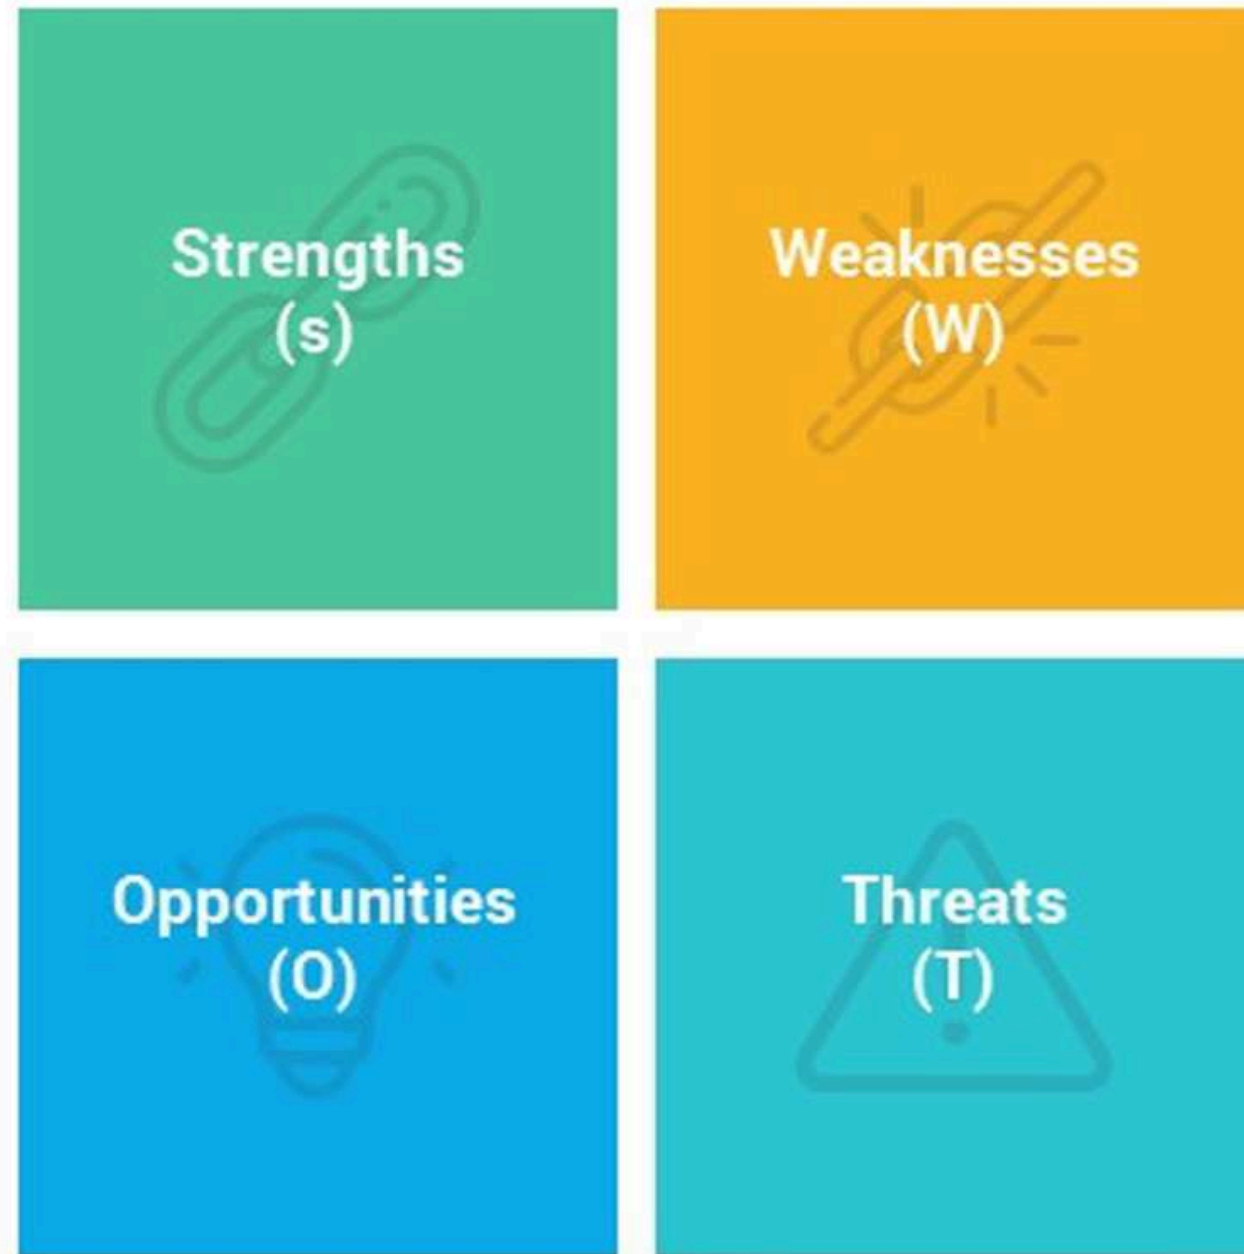 Strengths
(s)
Weaknesses
(W)
Opportunities
(O)
Threats
(T)